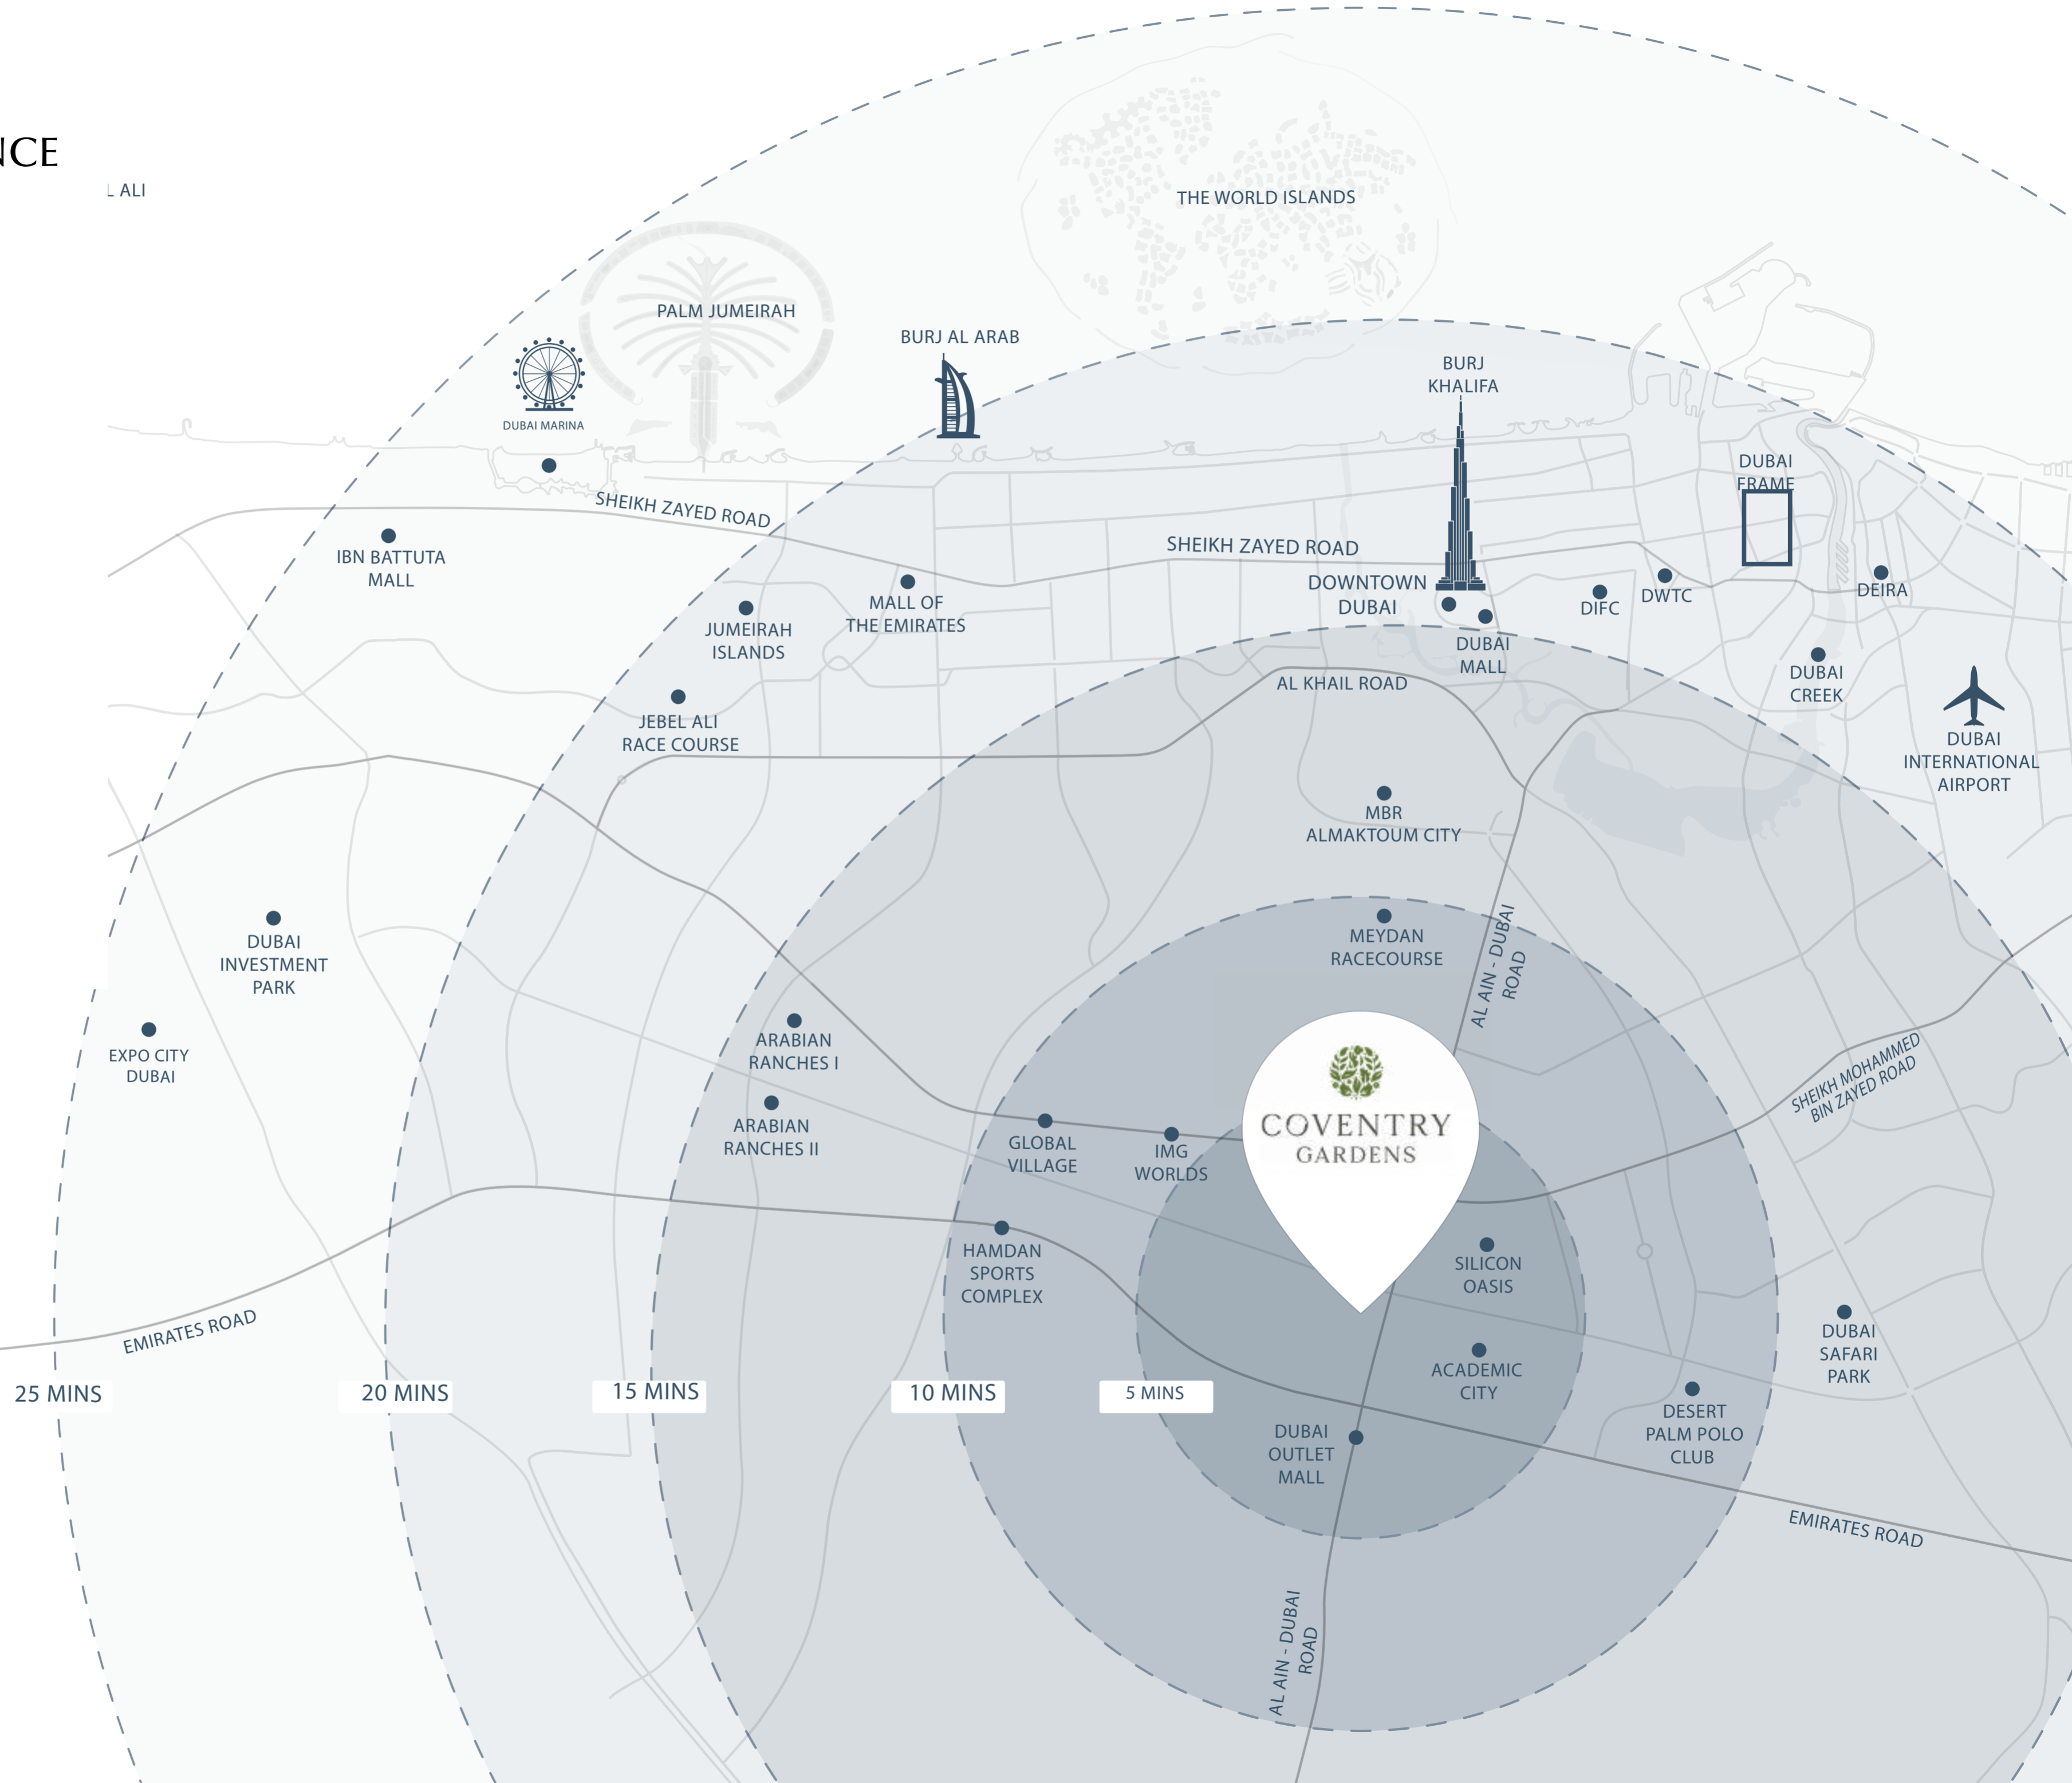 NCE
L ALI
THE WORLD ISLANDS
PALM JUMEIRAH
BURJ AL ARAB
BURJ
KHALIFA
DUBAI MARINA
DUBAI
FRAME
SHEIKH ZAYED ROAD
SHEIKH ZAYED ROAD
IBN BATTUTA
MALL
MALL OF
THE EMIRATES
DOWNTOWN
DUBAI
DIFC
DWTC
DEIRA
JUMEIRAH
ISLANDS
DUBAI
MALL
DUBAI
CREEK
AL KHAIL ROAD
JEBEL ALI
RACE COURSE
DUBAI
INTERNATIONAL
AIRPORT
MBR
ALMAKTOUM CITY
DUBAI
INVESTMENT
PARK
MEYDAN
RACECOURSE
AL AIN - DUBAI
ROAD
EXPO CITY
DUBAI
ARABIAN
RANCHES I
SHEIKH MOHAMMED
BIN ZAYED ROAD
ARABIAN
RANCHES II
COVENTRY
GARDENS
GLOBAL
VILLAGE
IMG
WORLDS
HAMDAN
SPORTS
COMPLEX
SILICON
OASIS
EMIRATES ROAD
DUBAI
SAFARI
PARK
ACADEMIC
CITY
25 MINS
20 MINS
15 MINS
10 MINS
5 MINS
DESERT
PALM POLO
CLUB
DUBAI
OUTLET
MALL
EMIRATES ROAD
AL AIN - DUBAI
ROAD